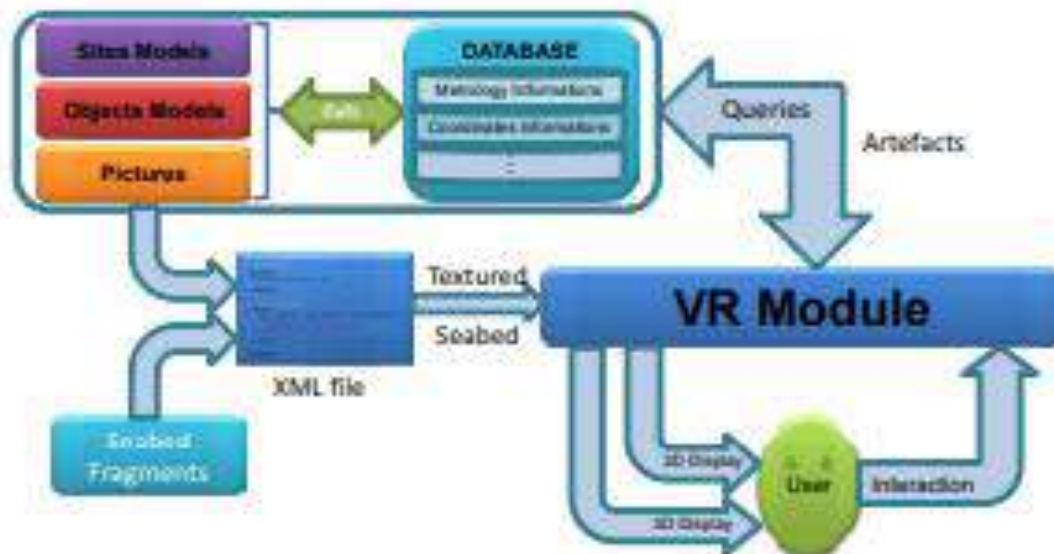 Sites Models
DATABASE
Metrology Informations
Objects Models
Coordinates Informations
Pictures
Queries
Artefacts
Textured
Seabed
XML file
VR Module
Seabed
Fragments
2D Display
User
Interaction
3D Display